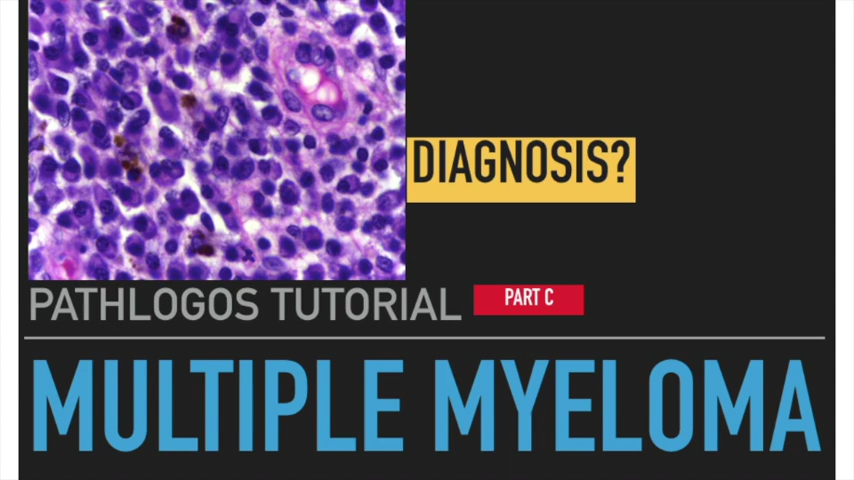 DIAGNOSIS?
PATHLOGOS TUTORIAL PART C
MULTIPLE MYELOMA